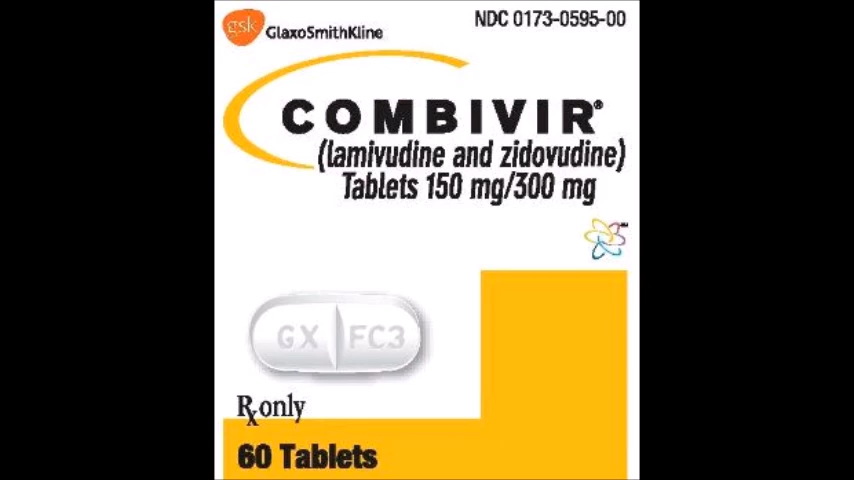 gsk GlaxoSmithKline
NDC 0173-0595-00
COMBIVIR®
(lamivudine and zidovudine)
Tablets 150 mg/300 mg
GX FC3
Rx only
60 Tablets